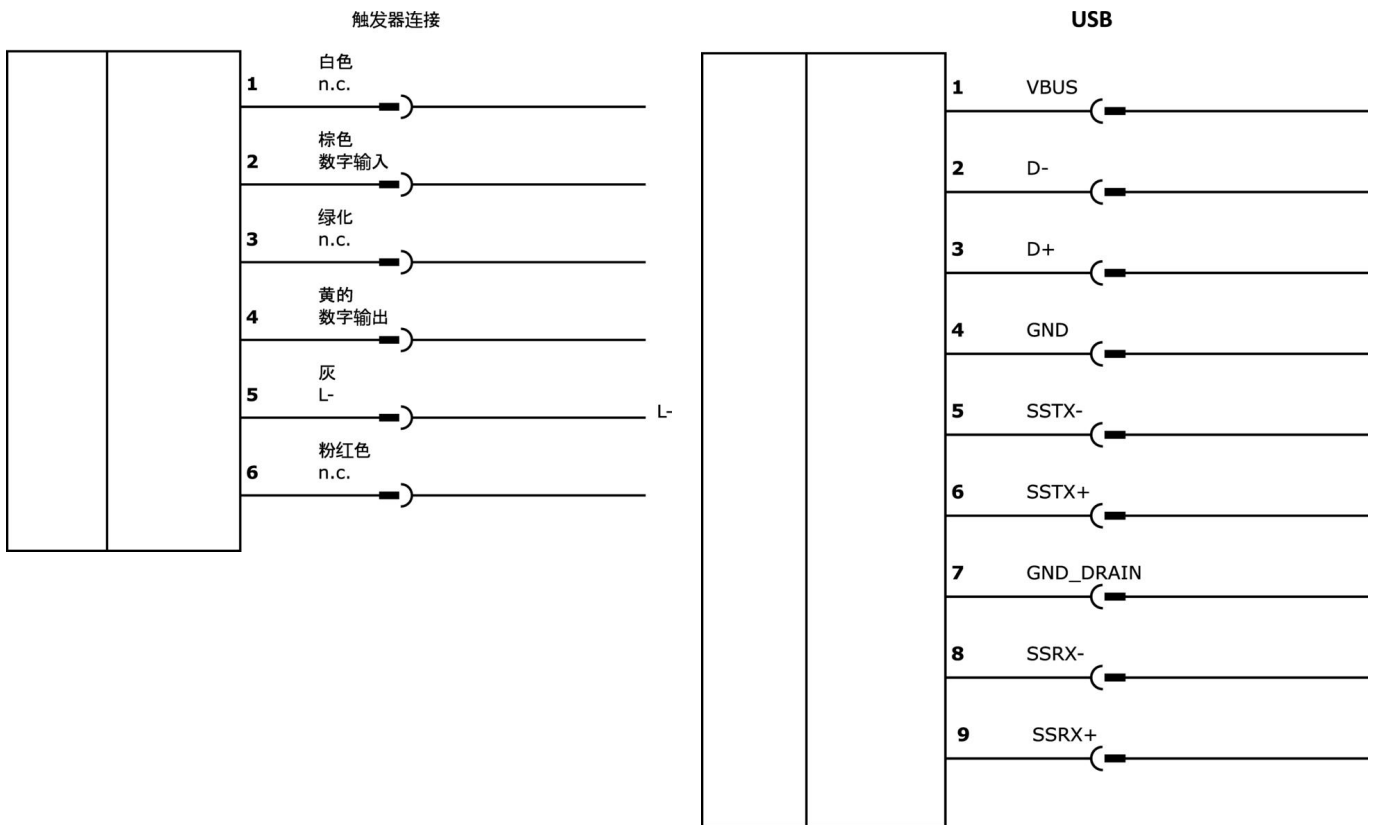 触发器连接
1
白色
n.c.
2
棕色
数字输入
3
绿化
n.c.
4
黄的
数字输出
5
灰
L-
L-
6
粉红色
n.c.
USB
1 VBUS
2 D-
3 D+
4 GND
5 SSTX-
6 SSTX+
7 GND_DRAIN
8 SSRX-
9 SSRX+